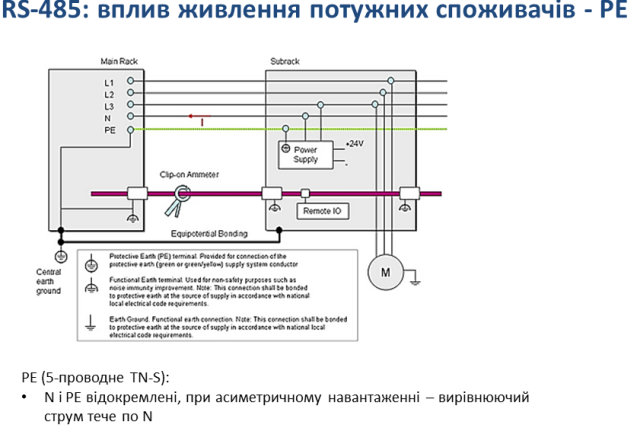 RS-485: вплив живлення потужних споживачів - PE
Main Rack
Subrack
L1
L2
L3
N
I
PE
Power
Supply
+24V
-
Clip-on Ammeter
Remote IO
Equipotential Bonding
M
Central
earth
ground
Protective Earth (PE) terminal. Provided for connection of the
protective earth (green or green/yellow) supply system conductor
Functional Earth terminal. Used for non-safety purposes such as
noise immunity improvement. Note: This connection shall be bonded
to protective earth at the source of supply in accordance with national
local electrical code requirements.
Earth Ground. Functional earth connection. Note: This connection shall be bonded
to protective earth at the source of supply in accordance with national local
electrical code requirements.
PE (5-проводне TN-S):
• N і PE відокремлені, при асиметричному навантаженні – вирівнюючий
струм тече по N